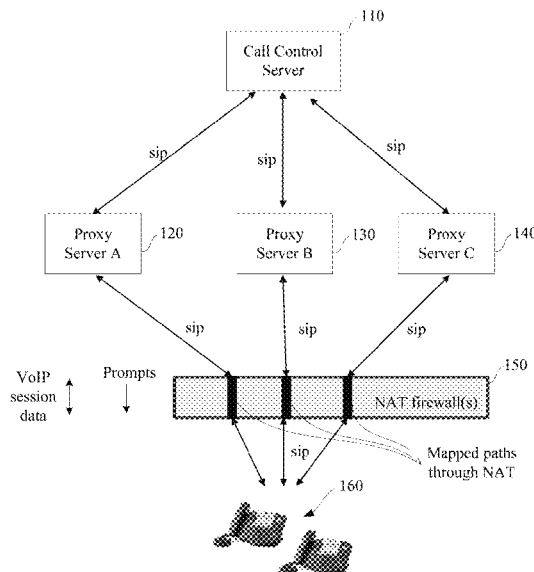 110
Call Control
Server
sip
sip
sip
Proxy
Server A
120
Proxy
Server B
130
Proxy
Server C
140
sip
sip
sip
VoIP
session
data
Prompts
150
NAT firewall(s)
sip
Mapped paths
through NAT
160